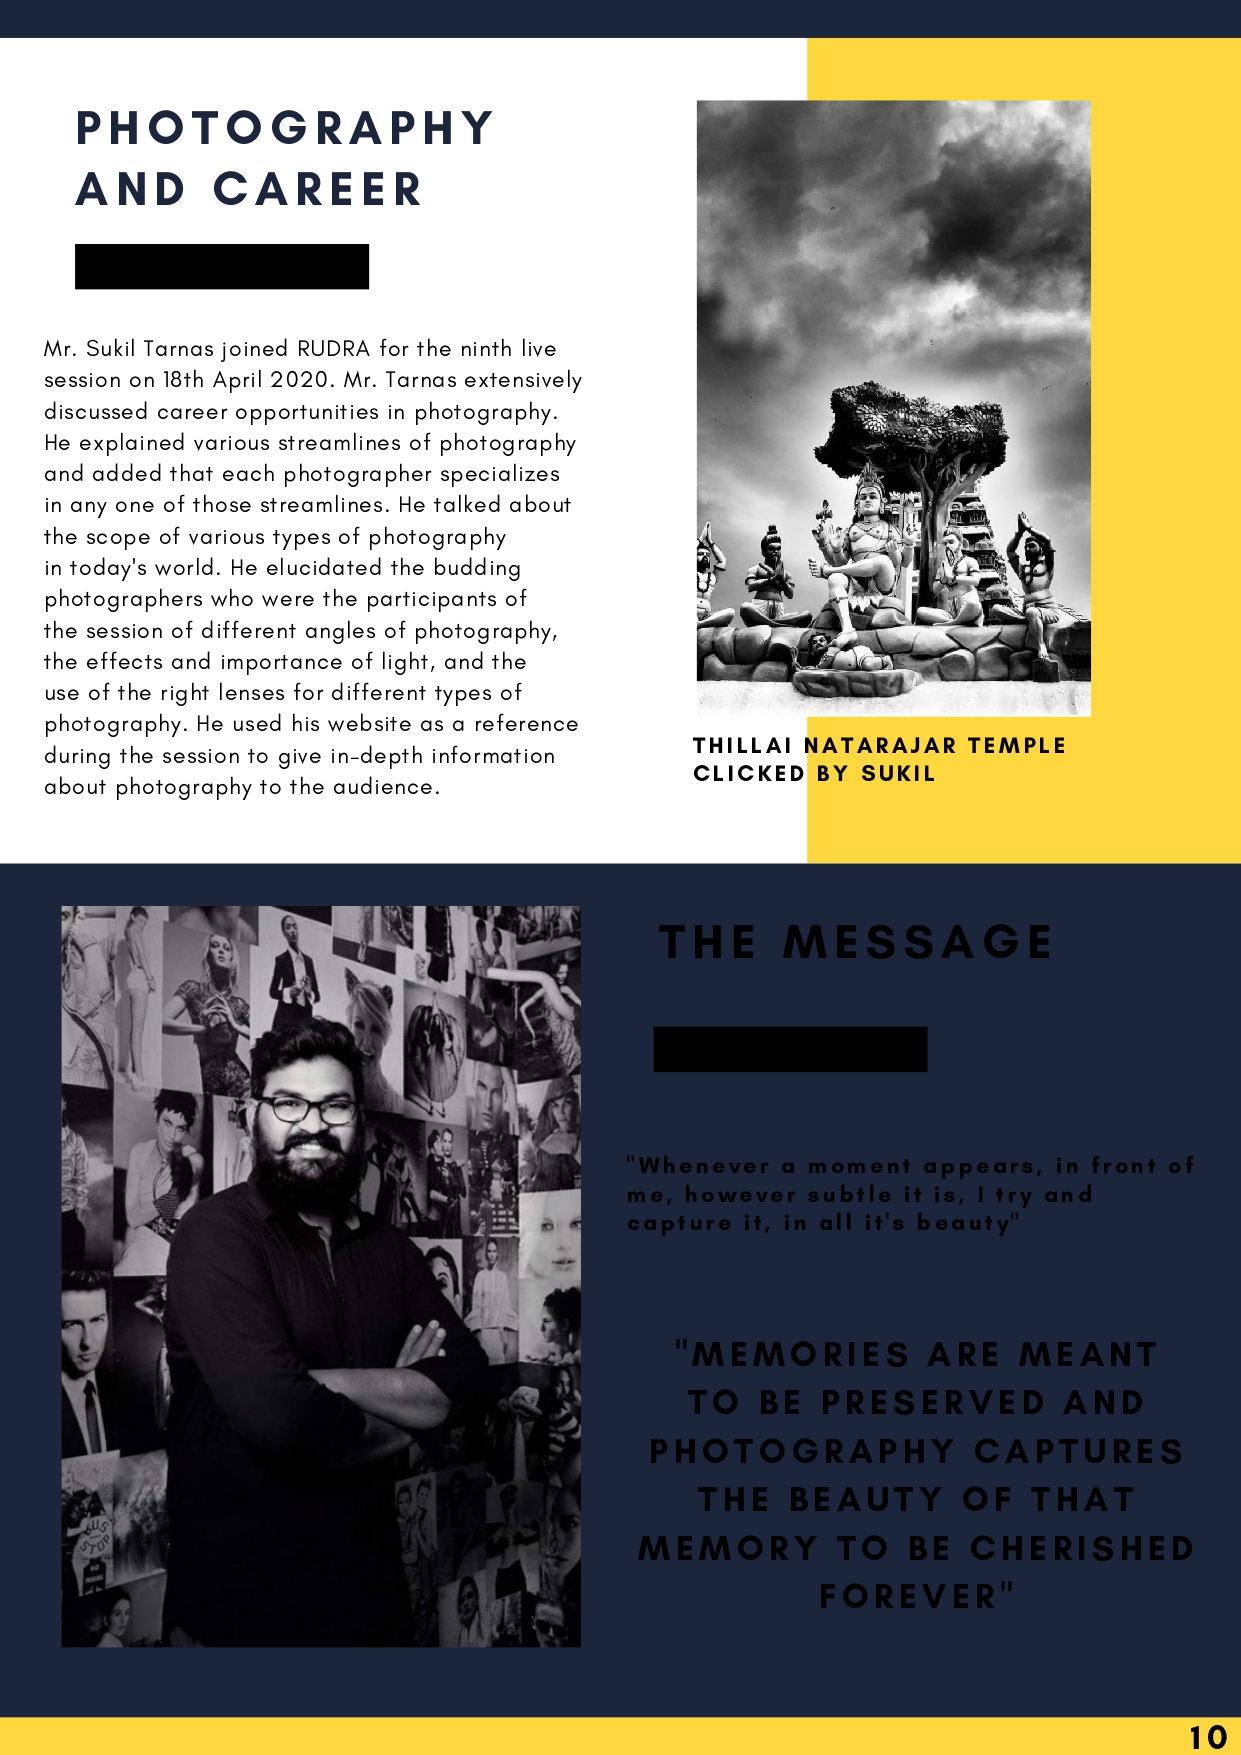 PHOTOGRAPHY
AND CAREER
Mr. Sukil Tarnas joined RUDRA for the ninth live
session on 18th April 2020. Mr. Tarnas extensively
discussed career opportunities in photography.
He explained various streamlines of photography
and added that each photographer specializes
in any one of those streamlines. He talked about
the scope of various types of photography
in today's world. He elucidated the budding
photographers who were the participants of
the session of different angles of photography,
the effects and importance of light, and the
use of the right lenses for different types of
photography. He used his website as a reference
during the session to give in-depth information
about photography to the audience.
THILLAI NATARAJAR TEMPLE
CLICKED BY SUKIL
BUS
STOP
THE MESSAGE
"Whenever a moment appears, in front of
me, however subtle it is, I try and
capture it, in all it's beauty"
"MEMORIES ARE MEANT
TO BE PRESERVED AND
PHOTOGRAPHY CAPTURES
THE BEAUTY OF THAT
MEMORY TO BE CHERISHED
FOREVER"
10